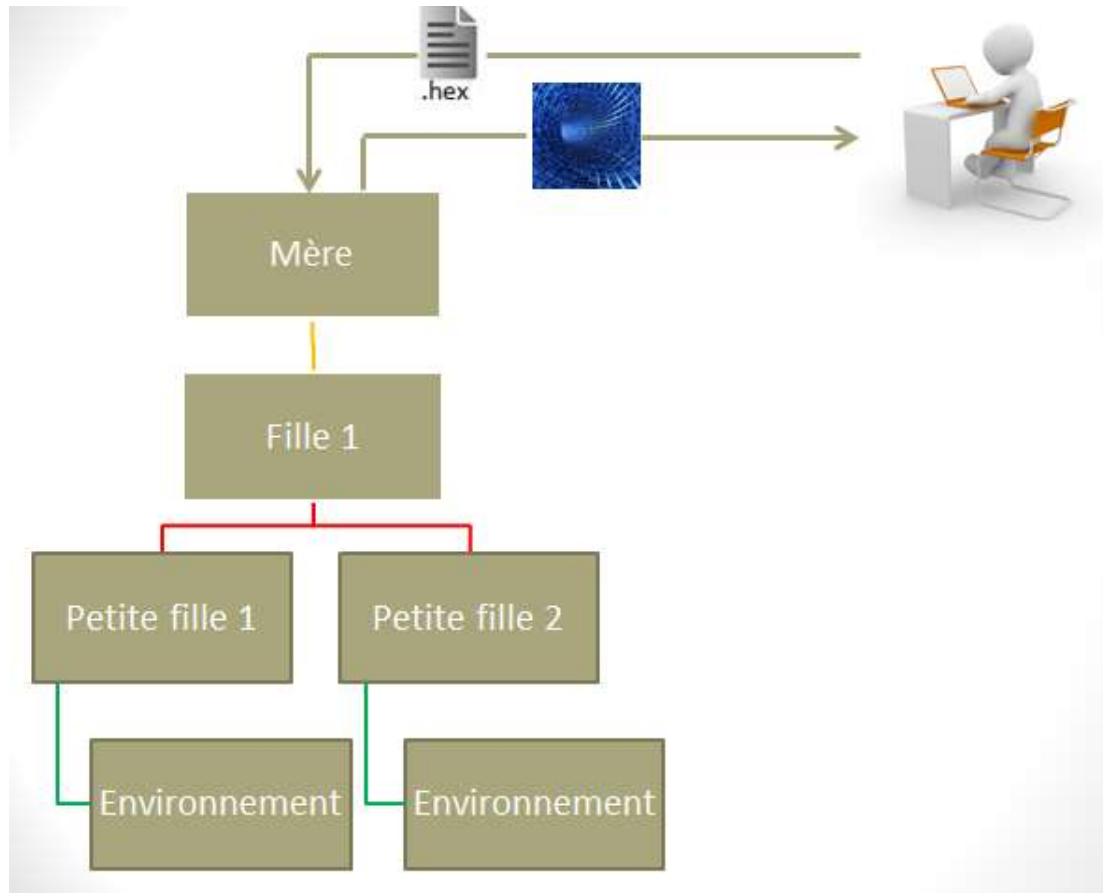 .hex
Mère
Fille 1
Petite fille 1
Petite fille 2
Environnement
Environnement